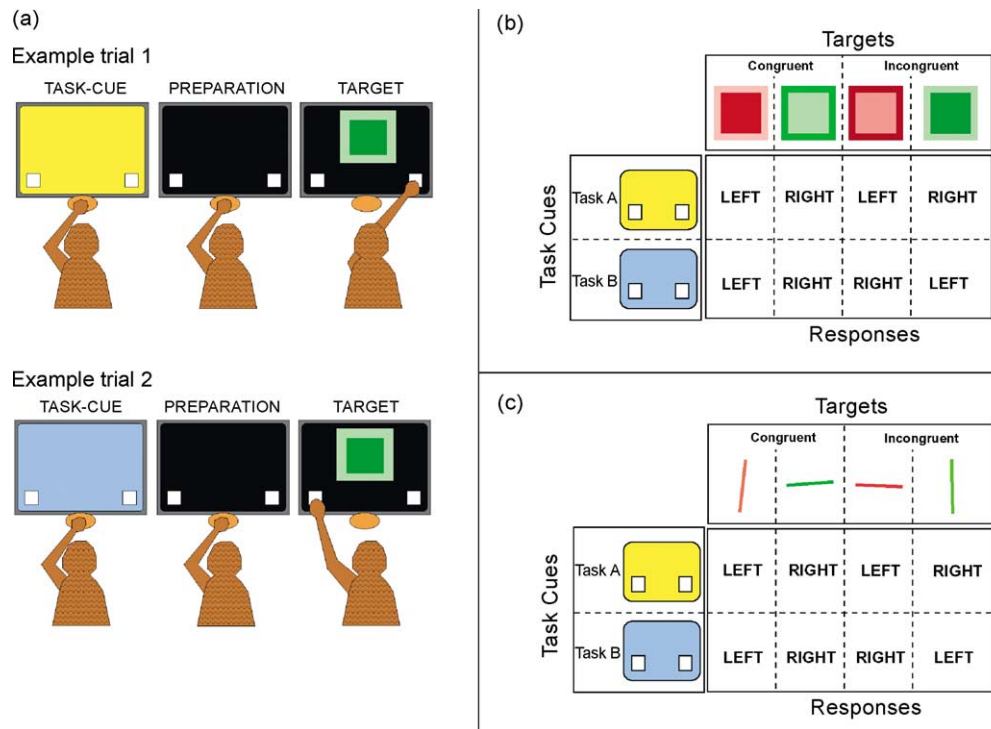 (a)
Example trial 1
TASK-CUE PREPARATION TARGET
Example trial 2
TASK-CUE PREPARATION TARGET
(b)
Targets
Congruent Incongruent
Task Cues
Task A LEFT RIGHT LEFT RIGHT
Task B LEFT RIGHT RIGHT LEFT
Responses
(c)
Targets
Congruent Incongruent
Task Cues
Task A LEFT RIGHT LEFT RIGHT
Task B LEFT RIGHT RIGHT LEFT
Responses